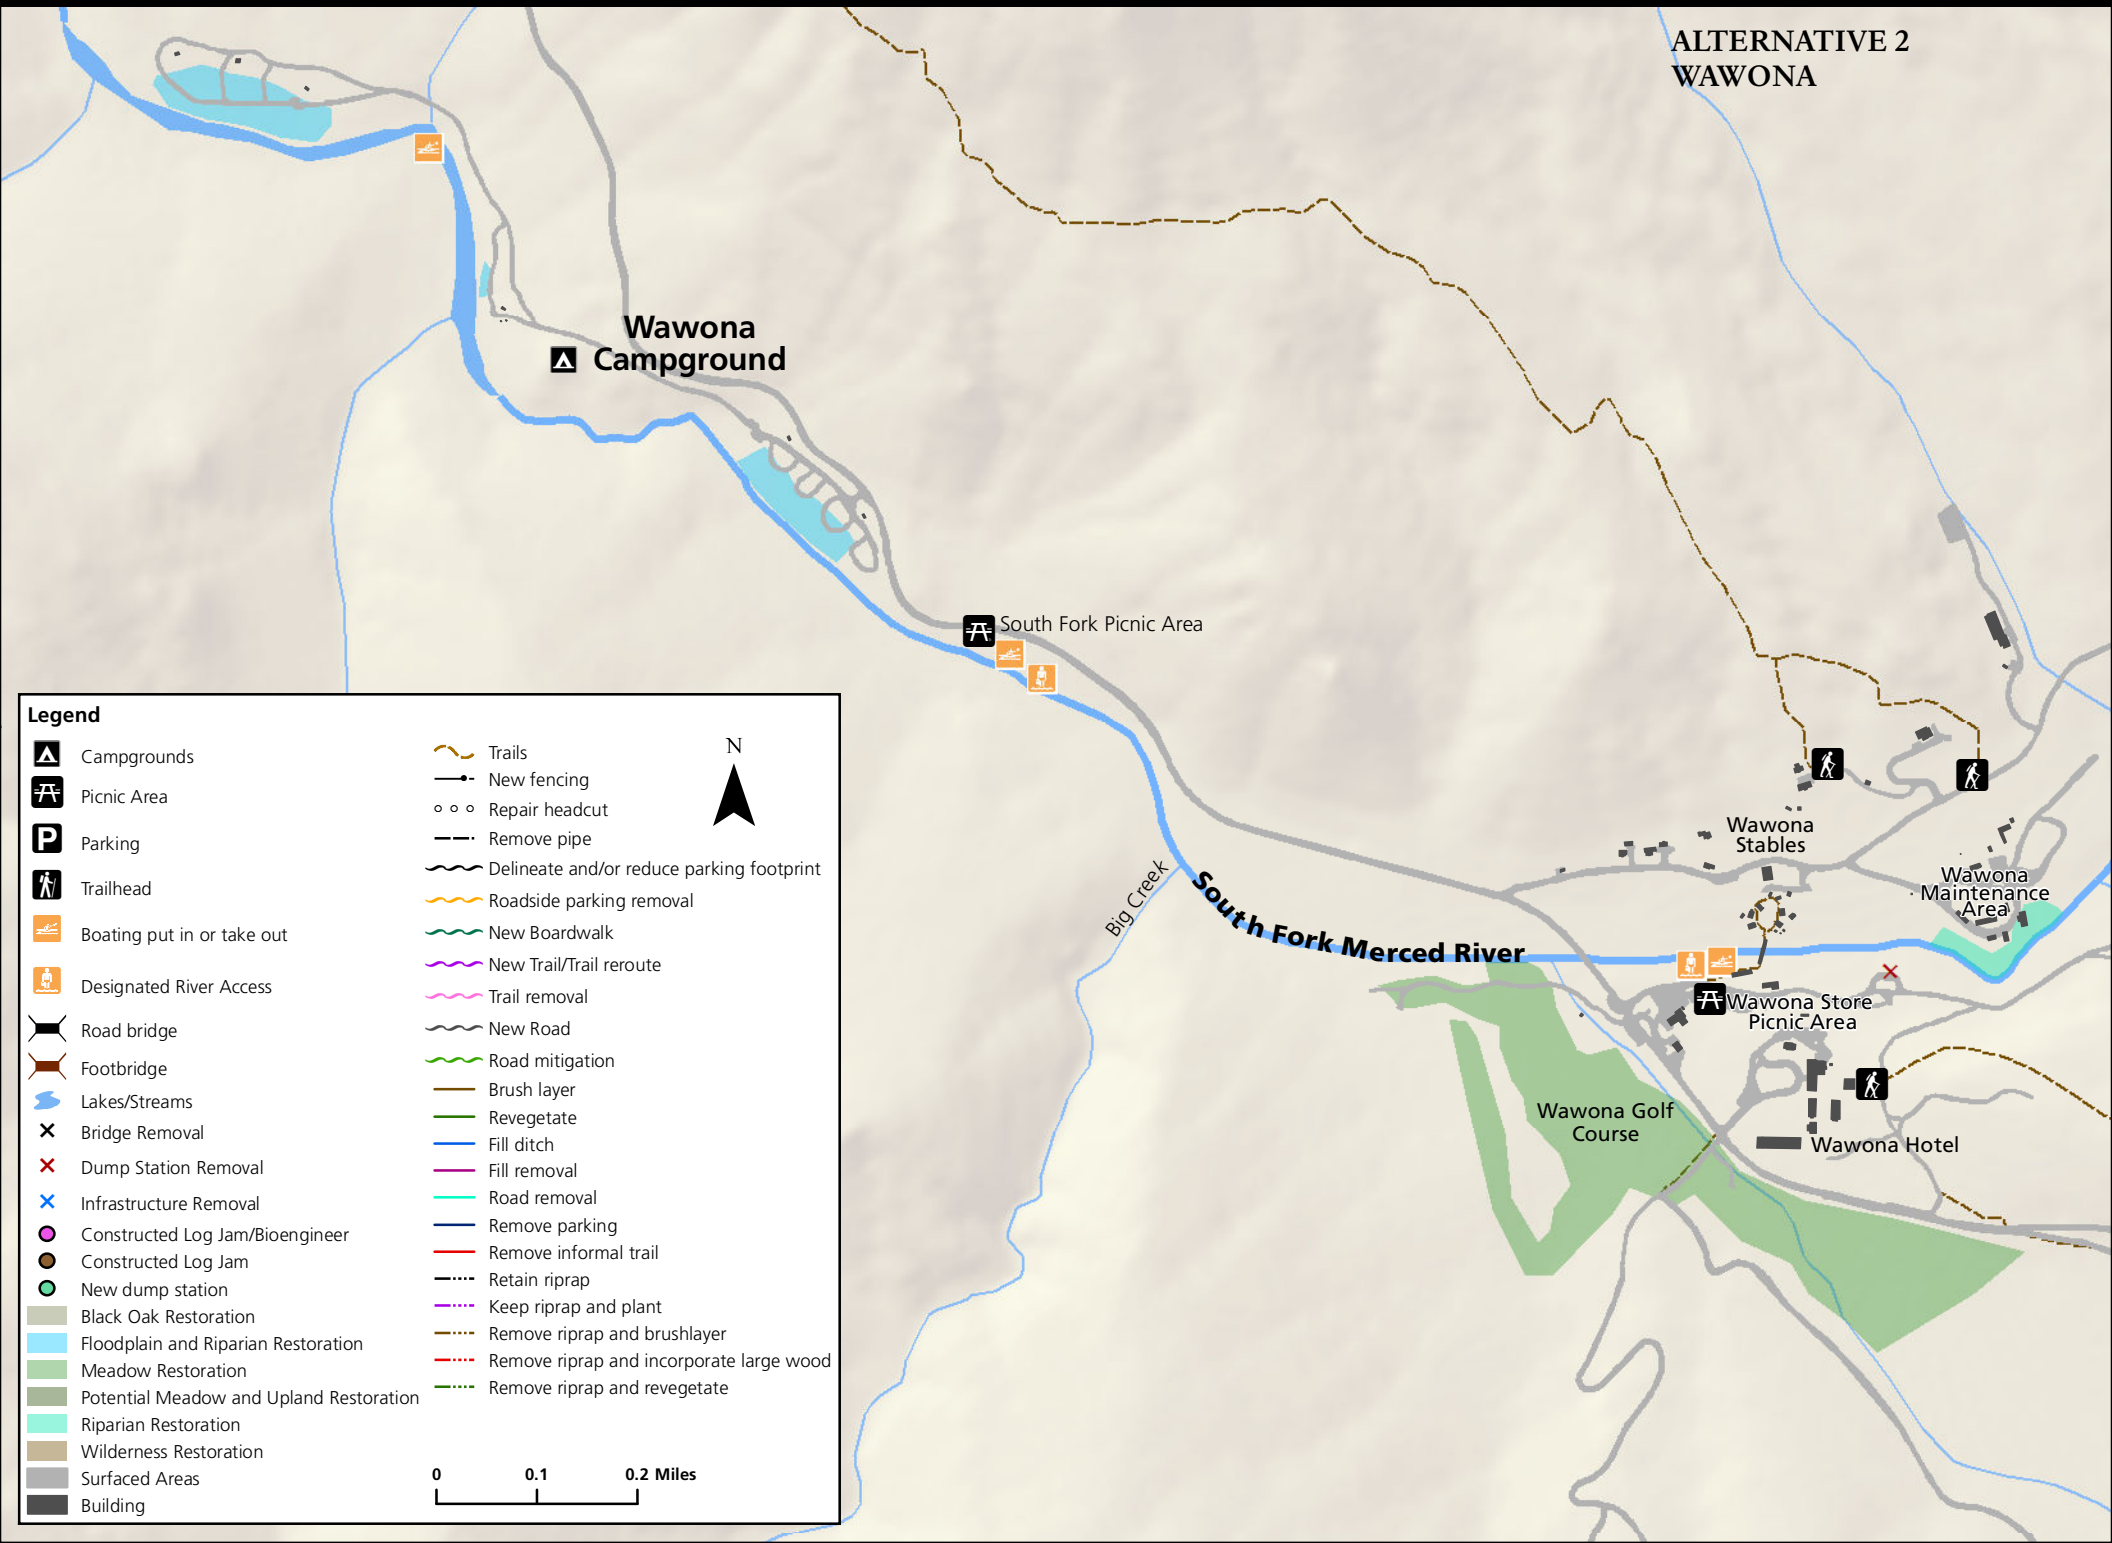 ALTERNATIVE 2
WAWONA
Wawona
Campground
South Fork Picnic Area
Wawona
Stables
Wawona
Maintenance
Area
Big Creek
South Fork Merced River
Wawona Store
Picnic Area
Wawona Golf
Course
Wawona Hotel
Legend
Campgrounds
Picnic Area
P
Parking
Trailhead
Boating put in or take out
Designated River Access
Road bridge
Footbridge
Lakes/Streams
Bridge Removal
Dump Station Removal
Infrastructure Removal
Constructed Log Jam/Bioengineer
Constructed Log Jam
New dump station
Black Oak Restoration
Floodplain and Riparian Restoration
Meadow Restoration
Potential Meadow and Upland Restoration
Riparian Restoration
Wilderness Restoration
Surfaced Areas
Building
Trails
New fencing
Repair headcut
Remove pipe
Delineate and/or reduce parking footprint
Roadside parking removal
New Boardwalk
New Trail/Trail reroute
Trail removal
New Road
Road mitigation
Brush layer
Revegetate
Fill ditch
Fill removal
Road removal
Remove parking
Remove informal trail
Retain riprap
Keep riprap and plant
Remove riprap and brushlayer
Remove riprap and incorporate large wood
Remove riprap and revegetate
N
0 0.1 0.2 Miles